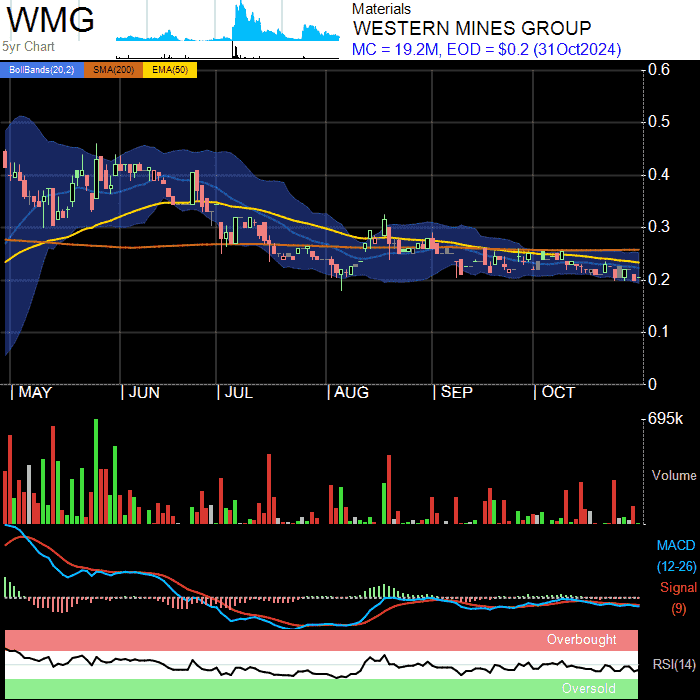 WMG
5yr Chart
Materials
WESTERN MINES GROUP
MC = 19.2M, EOD = $0.2 (31Oct2024)
BollBands(20,2) SMA(200) EMA(50)
0.6
0.5
0.4
0.3
0.2
0.1
0
MAY JUN JUL AUG SEP OCT
695k
Volume
MACD
(12-26)
Signal
(9)
Overbought
RSI(14)
Oversold